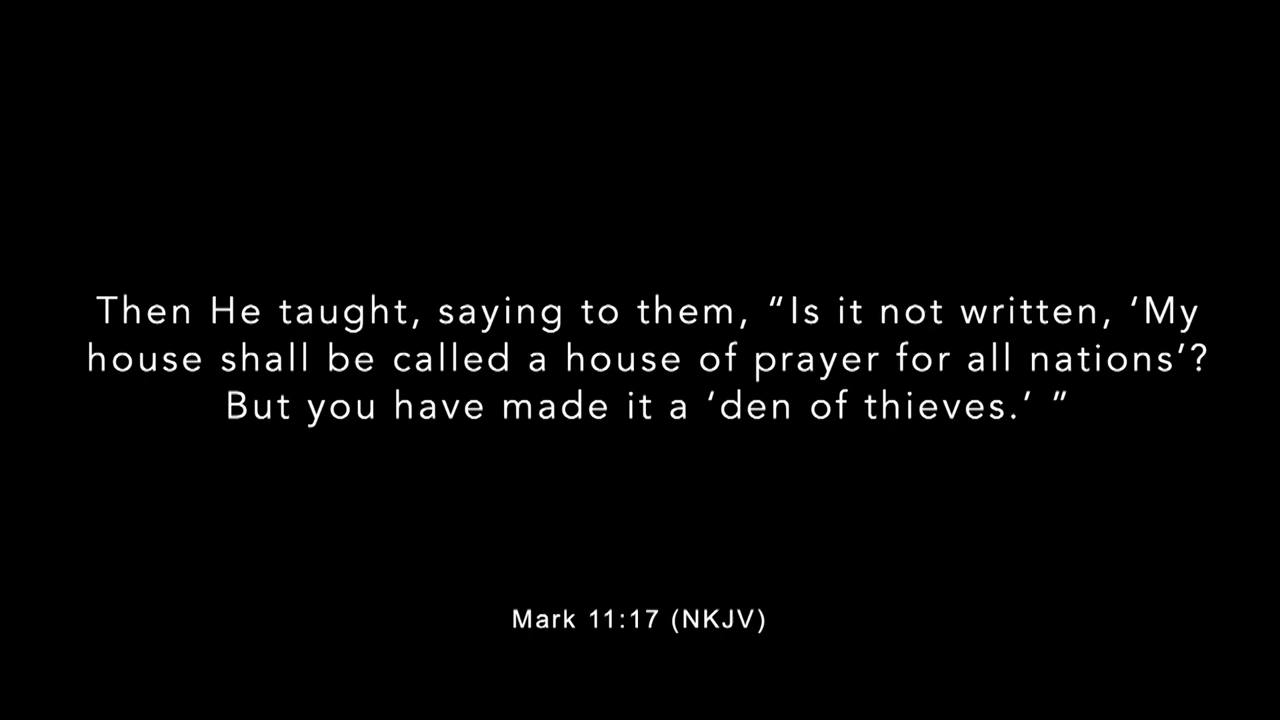 Then He taught, saying to them, “Is it not written, ‘My
house shall be called a house of prayer for all nations’?
But you have made it a ‘den of thieves.’ ”
Mark 11:17 (NKJV)